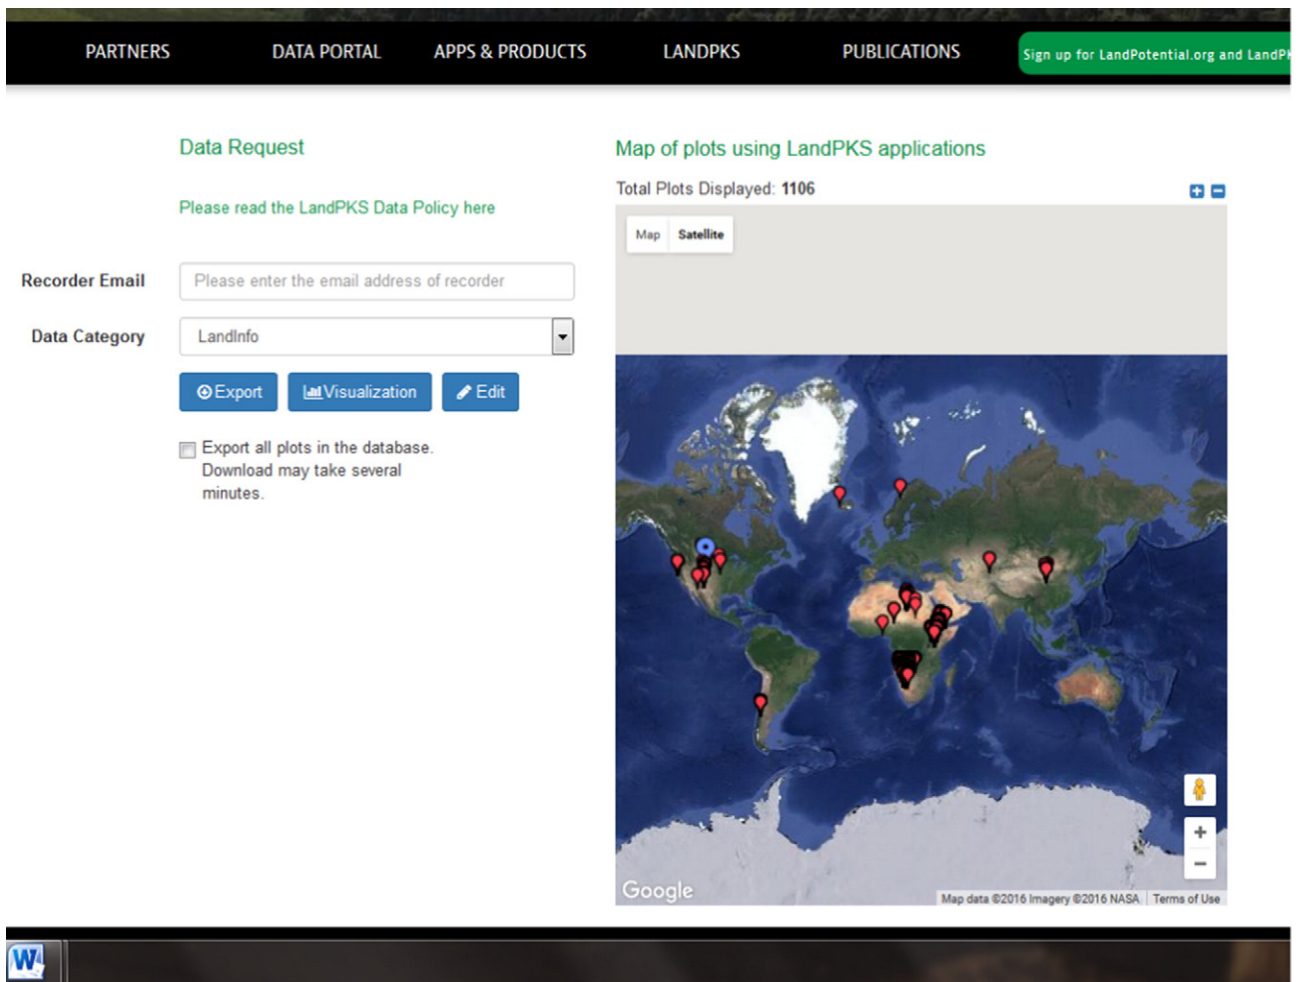 PARTNERS DATA PORTAL APPS & PRODUCTS LANDPKS PUBLICATIONS Sign up for LandPotential.org and LandPK
Data Request
Please read the LandPKS Data Policy here
Recorder Email Please enter the email address of recorder
Data Category LandInfo
Export Visualization Edit
Export all plots in the database.
Download may take several
minutes.
Map of plots using LandPKS applications
Total Plots Displayed: 1106
Map Satellite
Google
Map data ©2016 Imagery ©2016 NASA Terms of Use
W